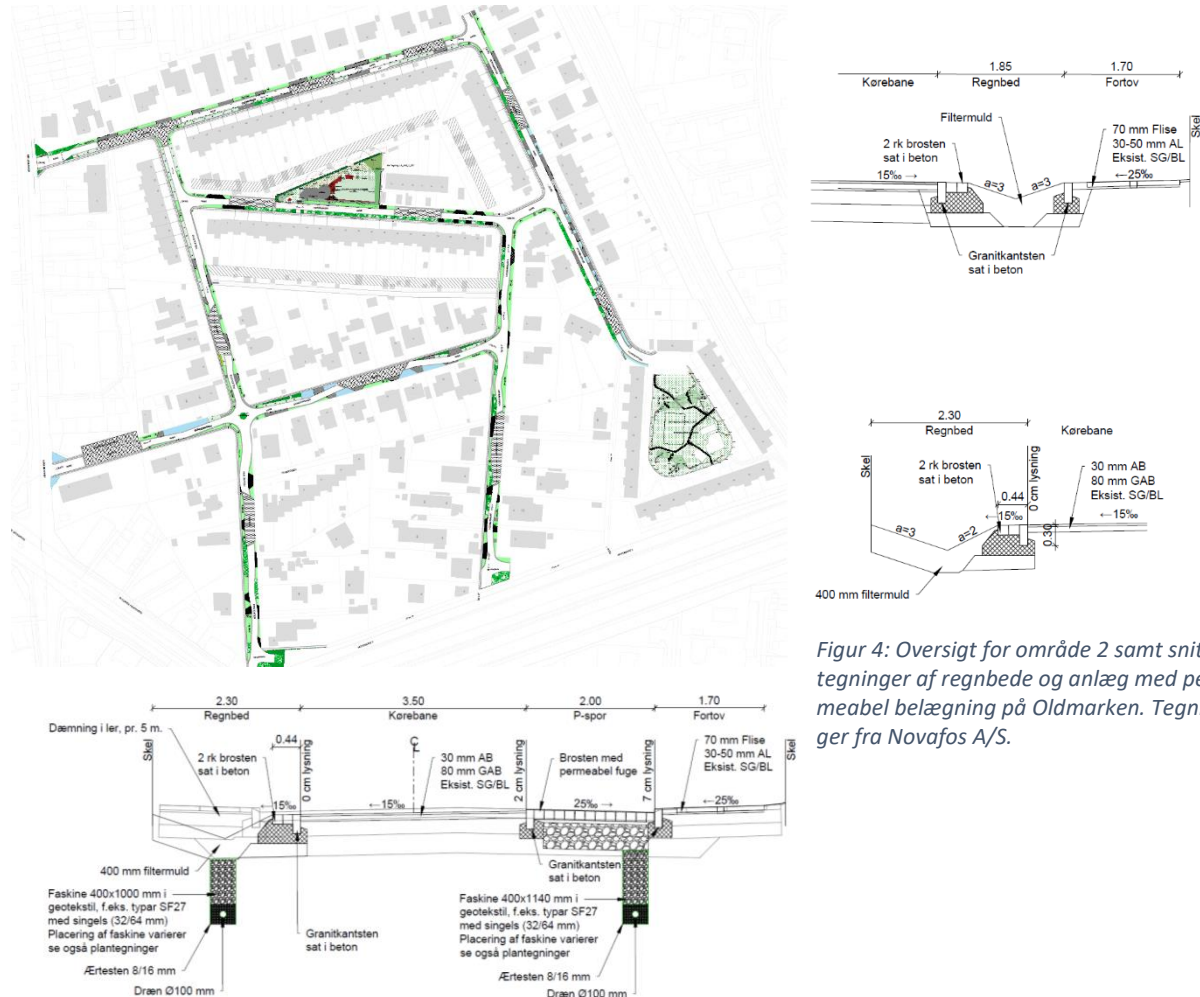 1.85
1.70
Kørebane
Regnbed
Fortov
Filtermuld
Skel
2 rk brosten
sat i beton
70 mm Flise
30-50 mm AL
Eksist. SG/BL
15‰→
a=3
a=3
←25‰
Granitkantsten
sat i beton
2.30
Regnbed
Kørebane
Skel
2 rk brosten
sat i beton
0 cm lysning
30 mm AB
80 mm GAB
Eksist. SG/BL
0.44
←15‰
←15‰
a=3
a=2
0.30
400 mm filtermuld
Figur 4: Oversigt for område 2 samt snit
tegninger af regnbede og anlæg med pe
meabel belægning på Oldmarken. Tegni
ger fra Novafos A/S.
2.30
3.50
2.00
1.70
Regnbed
Kørebane
P-spor
Fortov
Dæmning i ler, pr. 5 m.
Skel
2 rk brosten
sat i beton
0.44
0 cm lysning
℄
30 mm AB
80 mm GAB
Eksist. SG/BL
2 cm lysning
Brosten med
permeabel fuge
7 cm lysning
70 mm Flise
30-50 mm AL
Eksist. SG/BL
Skel
←15‰
←15‰
25‰→
←25‰
400 mm filtermuld
Granitkantsten
sat i beton
Faskine 400x1000 mm i
geotekstil, f.eks. typar SF27
med singels (32/64 mm)
Placering af faskine varierer
se også plantegninger
Granitkantsten
sat i beton
Faskine 400x1140 mm i
geotekstil, f.eks. typar SF27
med singels (32/64 mm)
Placering af faskine varierer
se også plantegninger
Ærtesten 8/16 mm
Dræn Ø100 mm
Ærtesten 8/16 mm
Dræn Ø100 mm